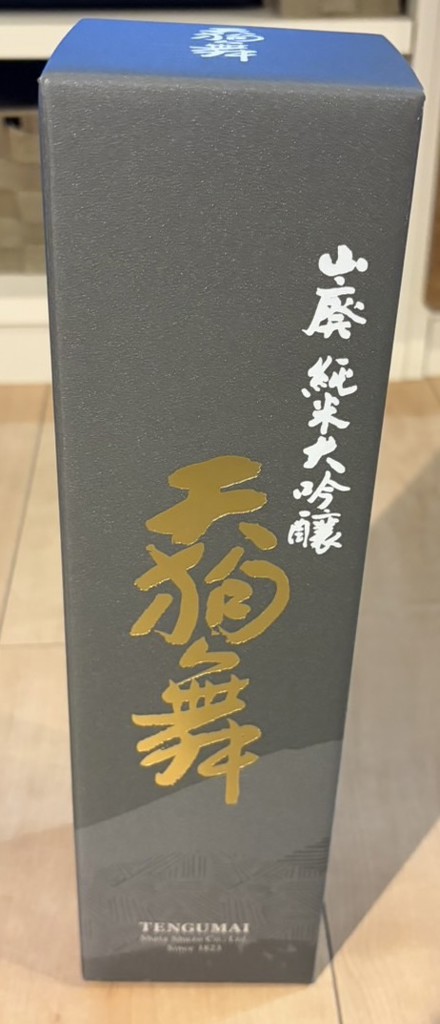 天狗舞
山廃 純米大吟醸
天狗舞
TENGUMAI
Shata Shuzo Co., Ltd.
Since 1823